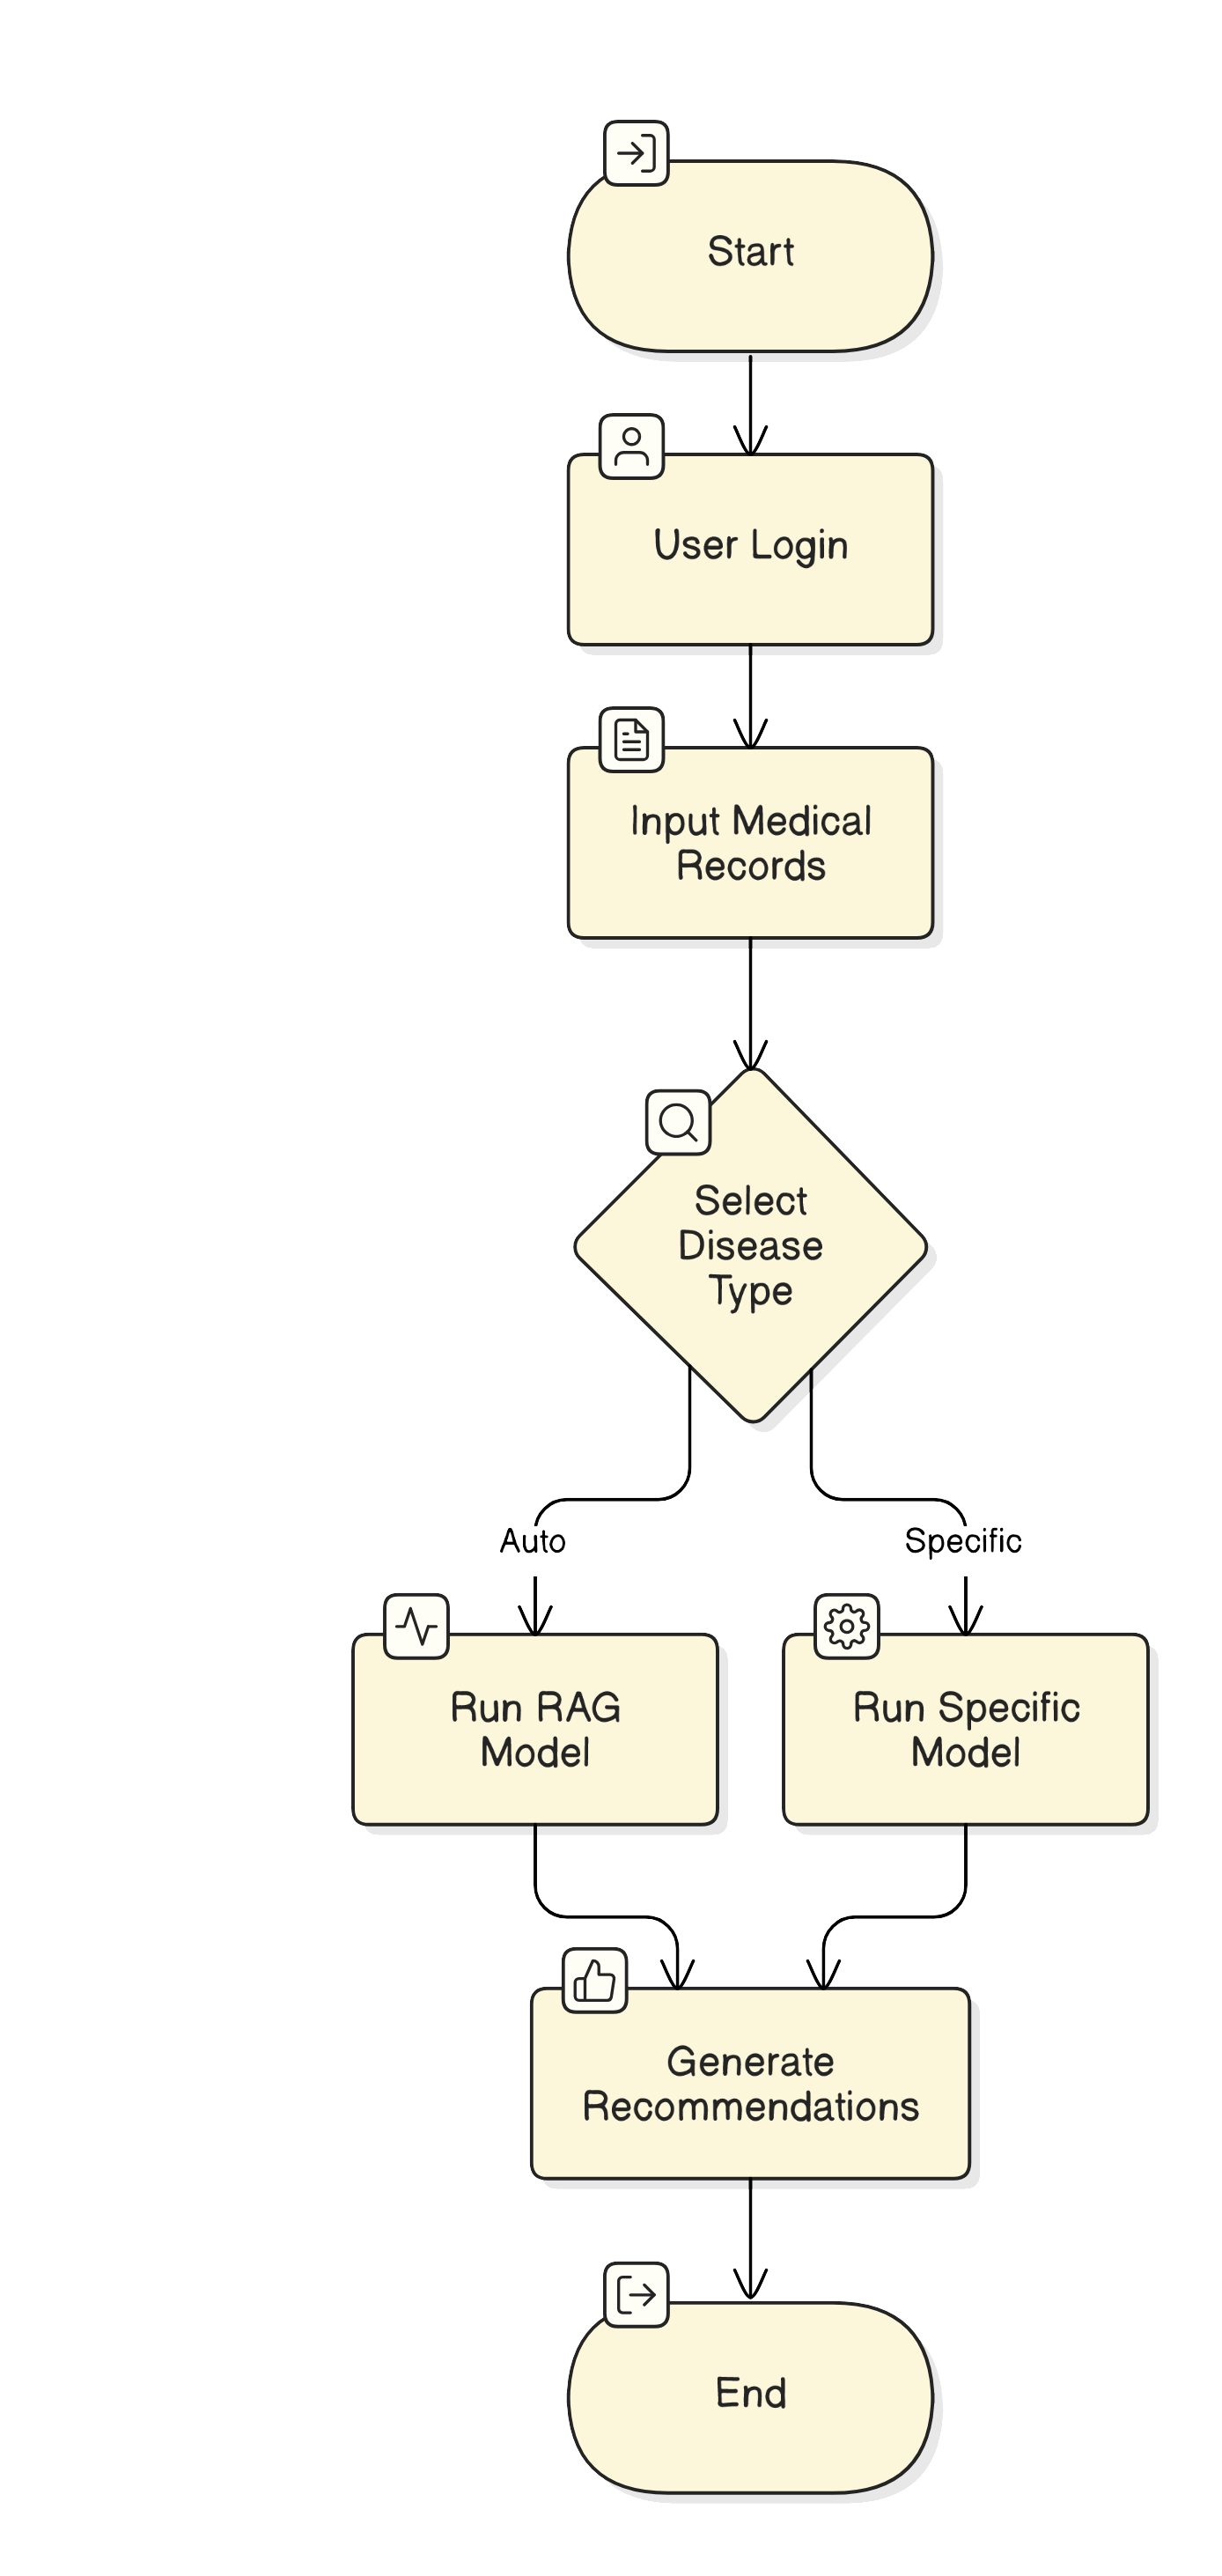 Start
User Login
Input Medical
Records
Select
Disease
Type
Auto
Specific
Run RAG
Model
Run Specific
Model
Generate
Recommendations
End